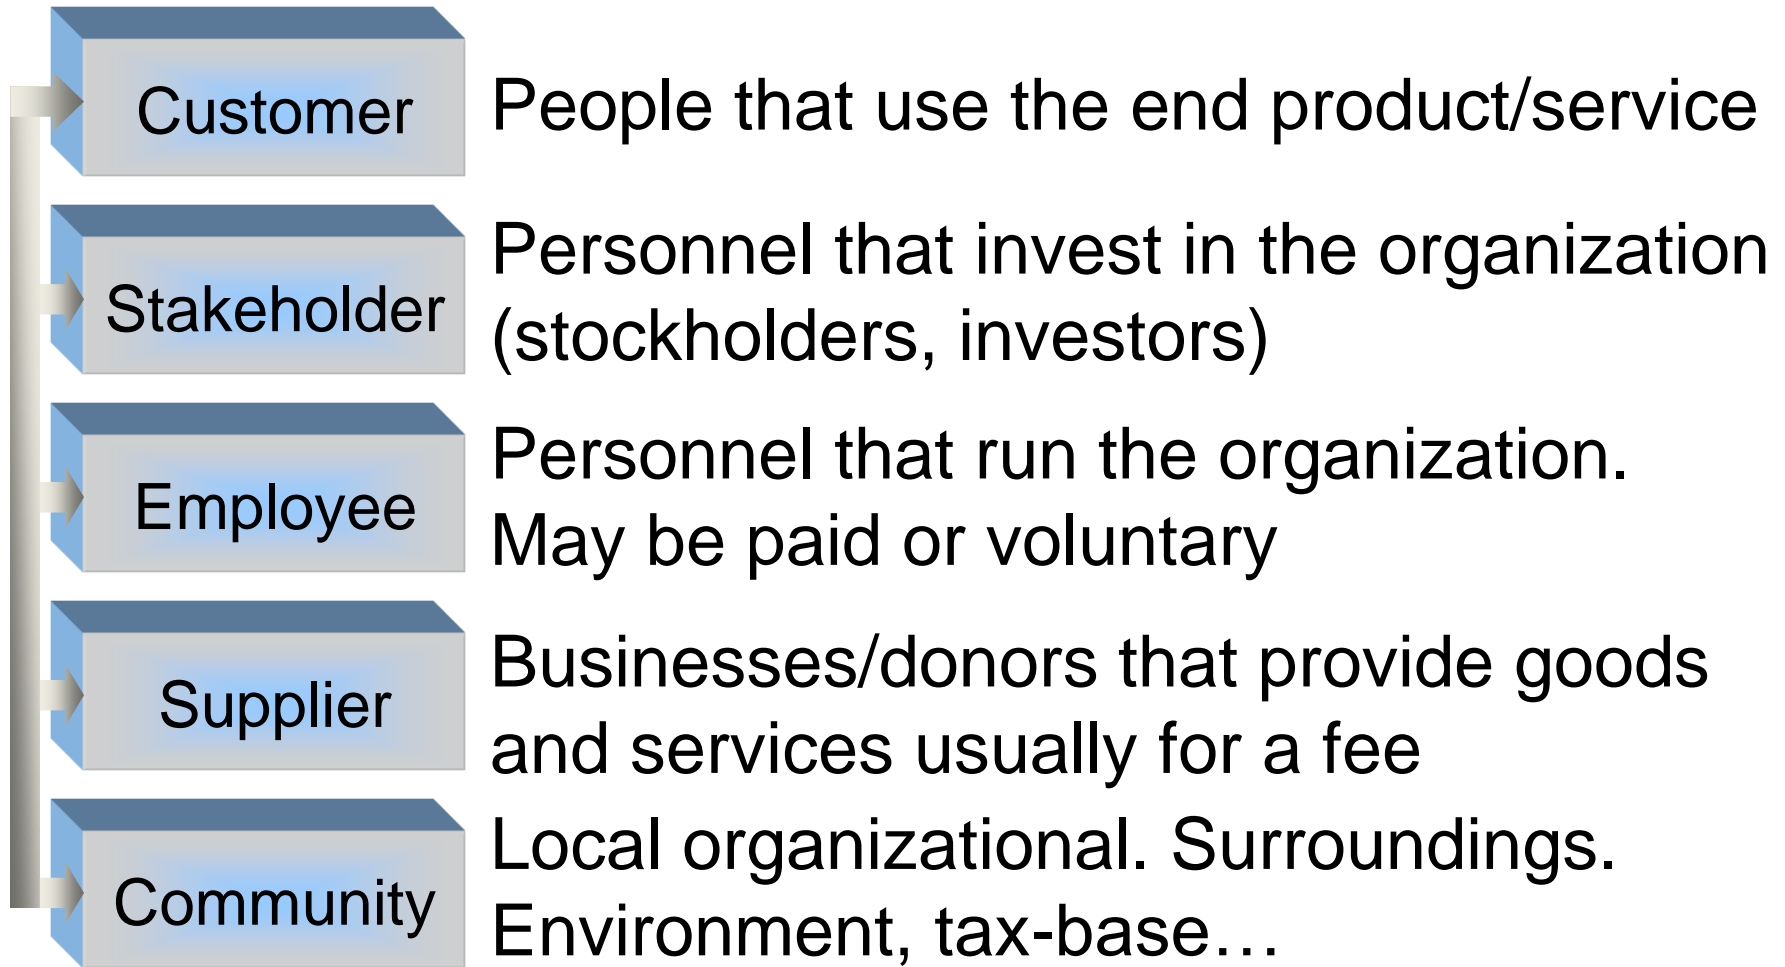 Customer
People that use the end product/service
Stakeholder
Personnel that invest in the organization
(stockholders, investors)
Employee
Personnel that run the organization.
May be paid or voluntary
Supplier
Businesses/donors that provide goods
and services usually for a fee
Community
Local organizational. Surroundings.
Environment, tax-base…